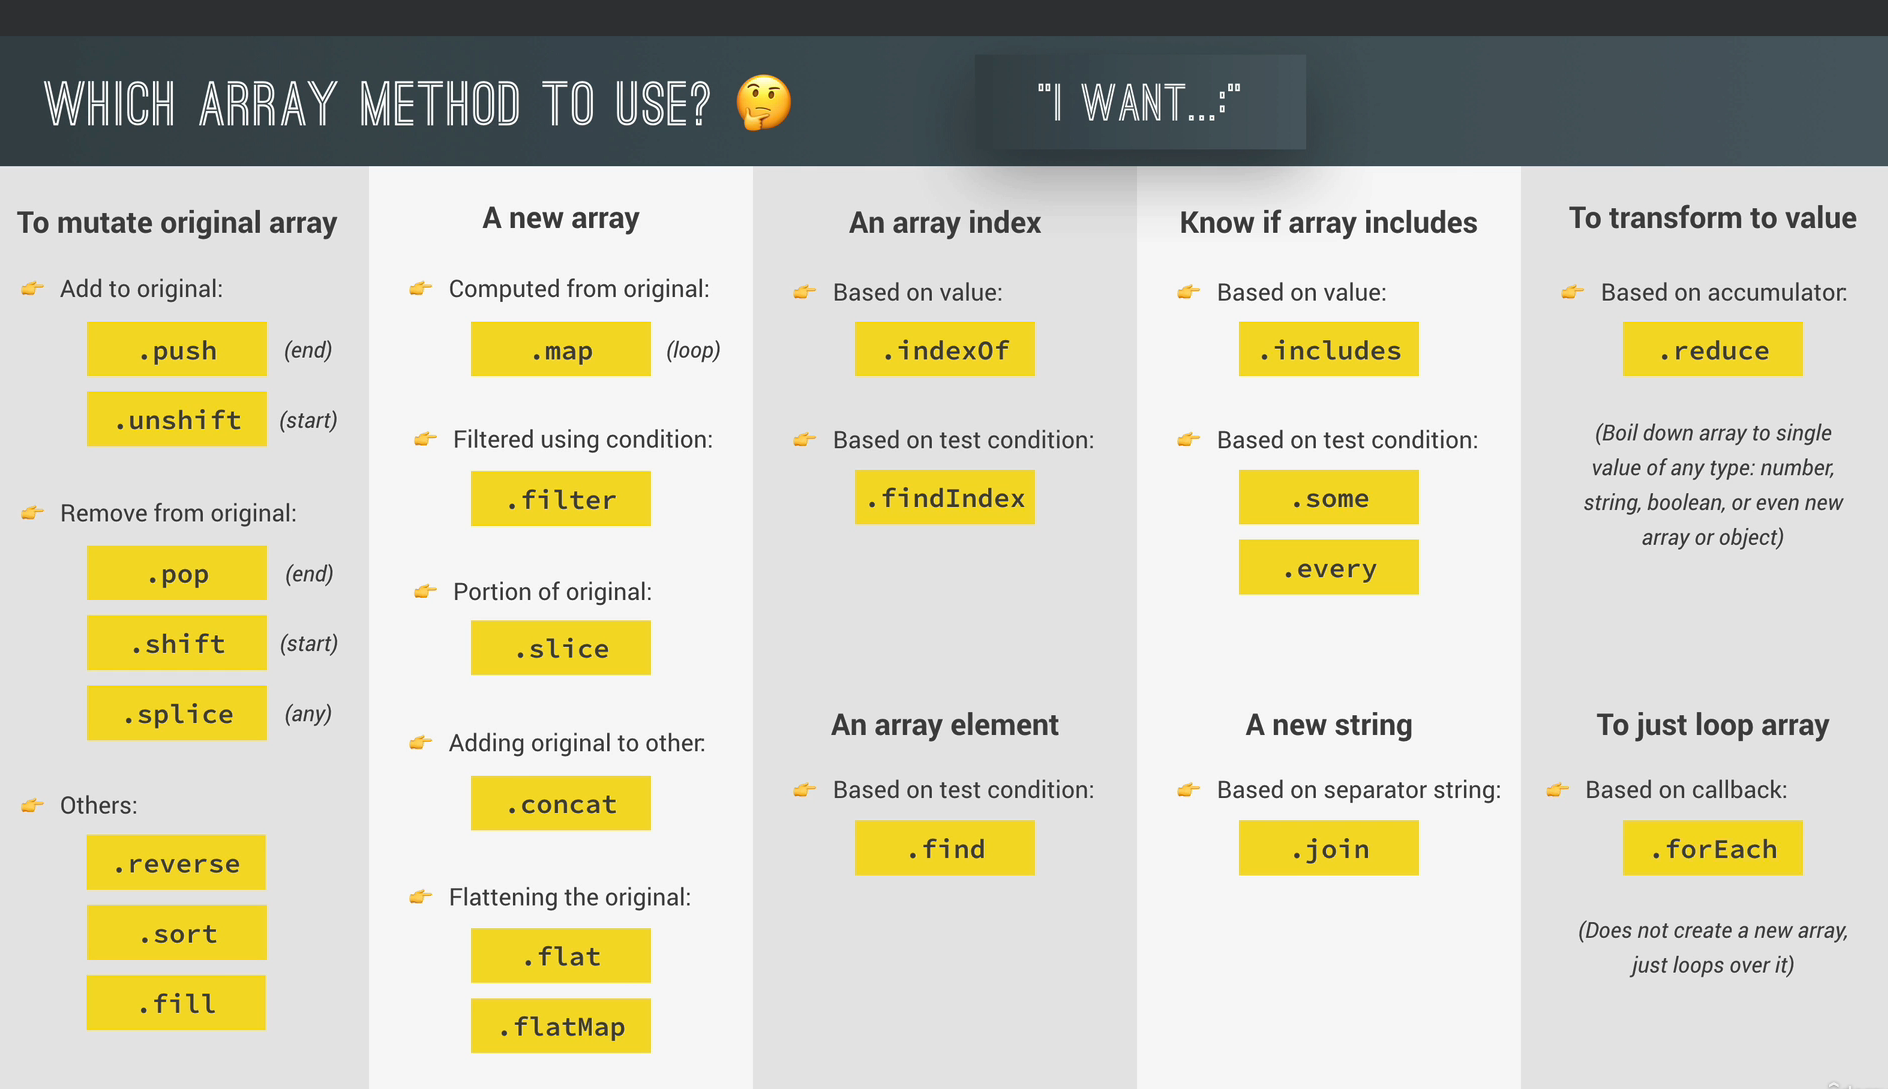 WHICH ARRAY METHOD TO USE? 🤔
"I WANT...:"
To mutate original array
👉 Add to original:
.push (end)
.unshift (start)
👉 Remove from original:
.pop (end)
.shift (start)
.splice (any)
👉 Others:
.reverse
.sort
.fill
A new array
👉 Computed from original:
.map (loop)
👉 Filtered using condition:
.filter
👉 Portion of original:
.slice
👉 Adding original to other:
.concat
👉 Flattening the original:
.flat
.flatMap
An array index
👉 Based on value:
.indexOf
👉 Based on test condition:
.findIndex
An array element
👉 Based on test condition:
.find
Know if array includes
👉 Based on value:
.includes
👉 Based on test condition:
.some
.every
A new string
👉 Based on separator string:
.join
To transform to value
👉 Based on accumulator:
.reduce
(Boil down array to single
value of any type: number,
string, boolean, or even new
array or object)
To just loop array
👉 Based on callback:
.forEach
(Does not create a new array,
just loops over it)